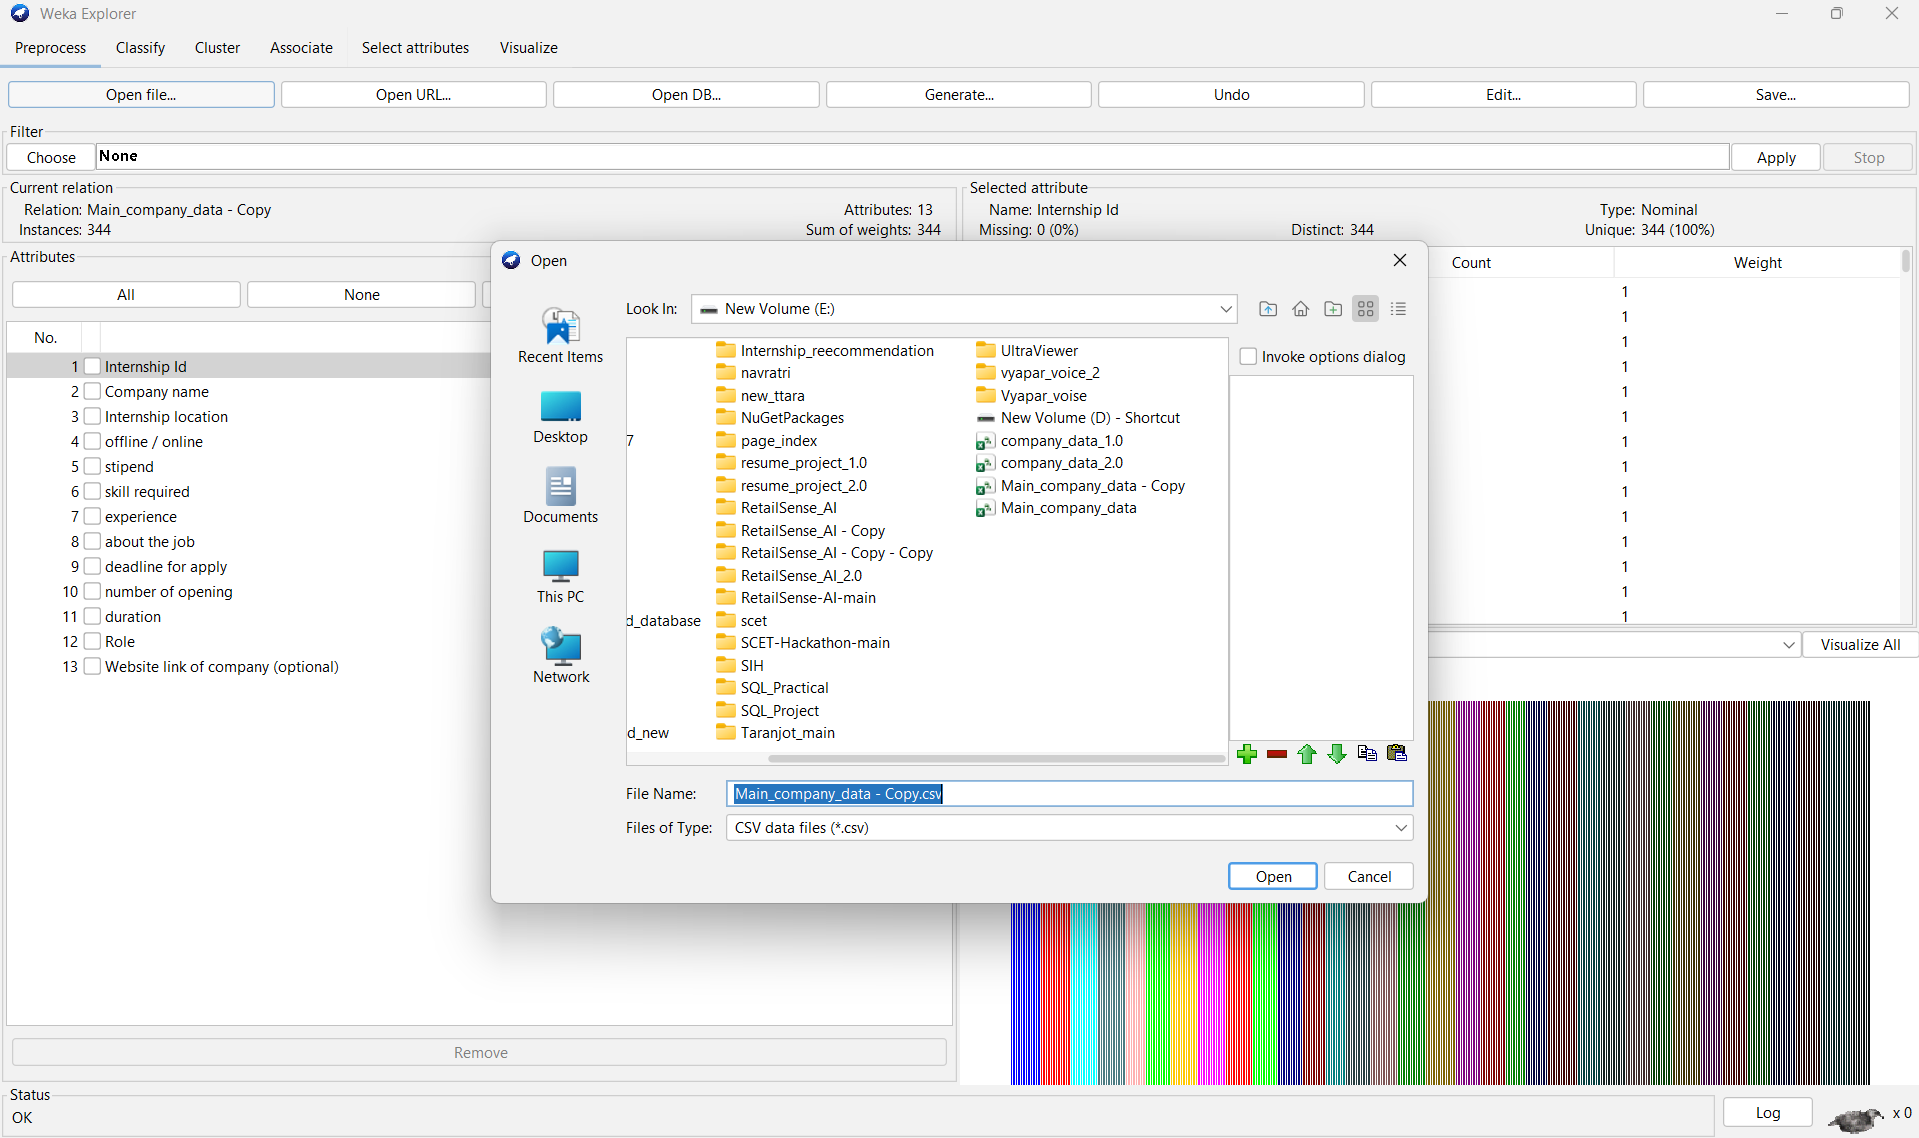 Weka Explorer
Preprocess Classify Cluster Associate Select attributes Visualize
Open file... Open URL... Open DB... Generate... Undo Edit... Save...
Filter
Choose None Apply Stop
Current relation
Relation: Main_company_data - Copy Attributes: 13
Instances: 344 Sum of weights: 344
Selected attribute
Name: Internship Id Type: Nominal
Missing: 0 (0%) Distinct: 344 Unique: 344 (100%)
Attributes
All None
No.
1 Internship Id
2 Company name
3 Internship location
4 offline / online
5 stipend
6 skill required
7 experience
8 about the job
9 deadline for apply
10 number of opening
11 duration
12 Role
13 Website link of company (optional)
Remove
Open
Look In: New Volume (E:)
Recent Items
Desktop
Documents
This PC
Network
7
d_database
d_new
Internship_reecommendation
navratri
new_ttara
NuGetPackages
page_index
resume_project_1.0
resume_project_2.0
RetailSense_AI
RetailSense_AI - Copy
RetailSense_AI - Copy - Copy
RetailSense_AI_2.0
RetailSense-AI-main
scet
SCET-Hackathon-main
SIH
SQL_Practical
SQL_Project
Taranjot_main
UltraViewer
vyapar_voice_2
Vyapar_voise
New Volume (D) - Shortcut
company_data_1.0
company_data_2.0
Main_company_data - Copy
Main_company_data
Invoke options dialog
File Name: Main_company_data - Copy.csv
Files of Type: CSV data files (*.csv)
Open Cancel
Count Weight
1
1
1
1
1
1
1
1
1
1
1
1
1
1
Visualize All
Status
OK
Log x 0